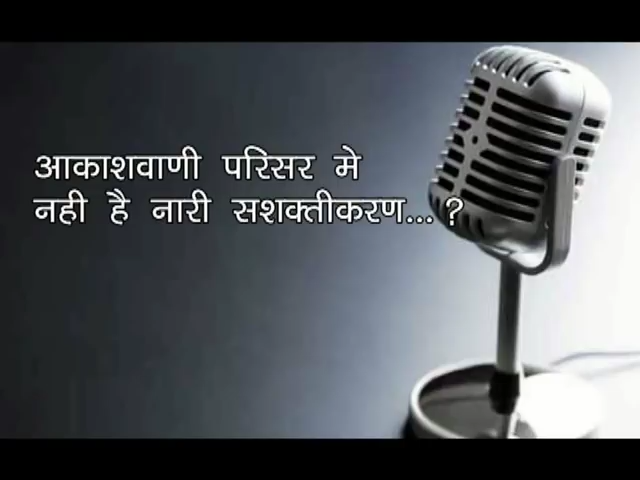 आकाशवाणी परिसर मे
नही है नारी सशक्तीकरण... ?